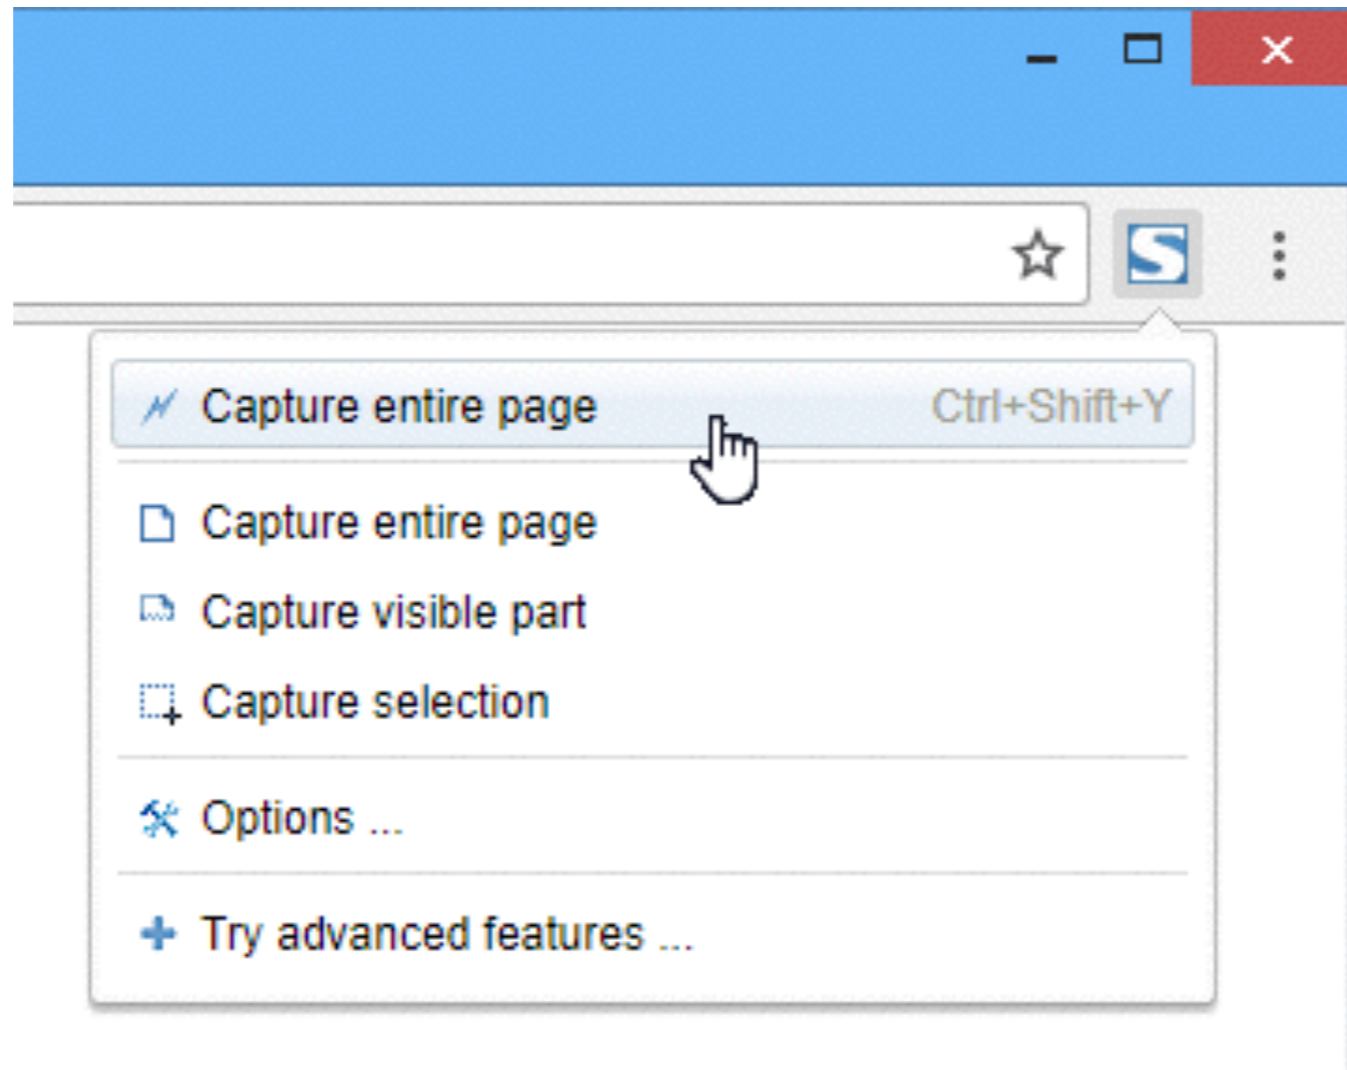 S
Capture entire page Ctrl+Shift+Y
Capture entire page
Capture visible part
Capture selection
Options ...
Try advanced features ...